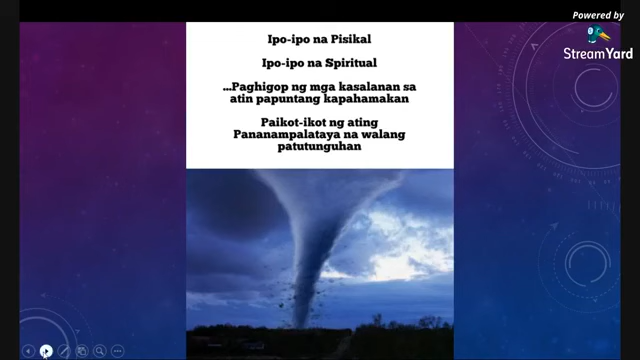 Powered by
StreamYard
Ipo-ipo na Pisikal
Ipo-ipo na Spiritual
...Paghigop ng mga kasalanan sa
atin papuntang kapahamakan
Paikot-ikot ng ating
Pananampalataya na walang
patutunguhan